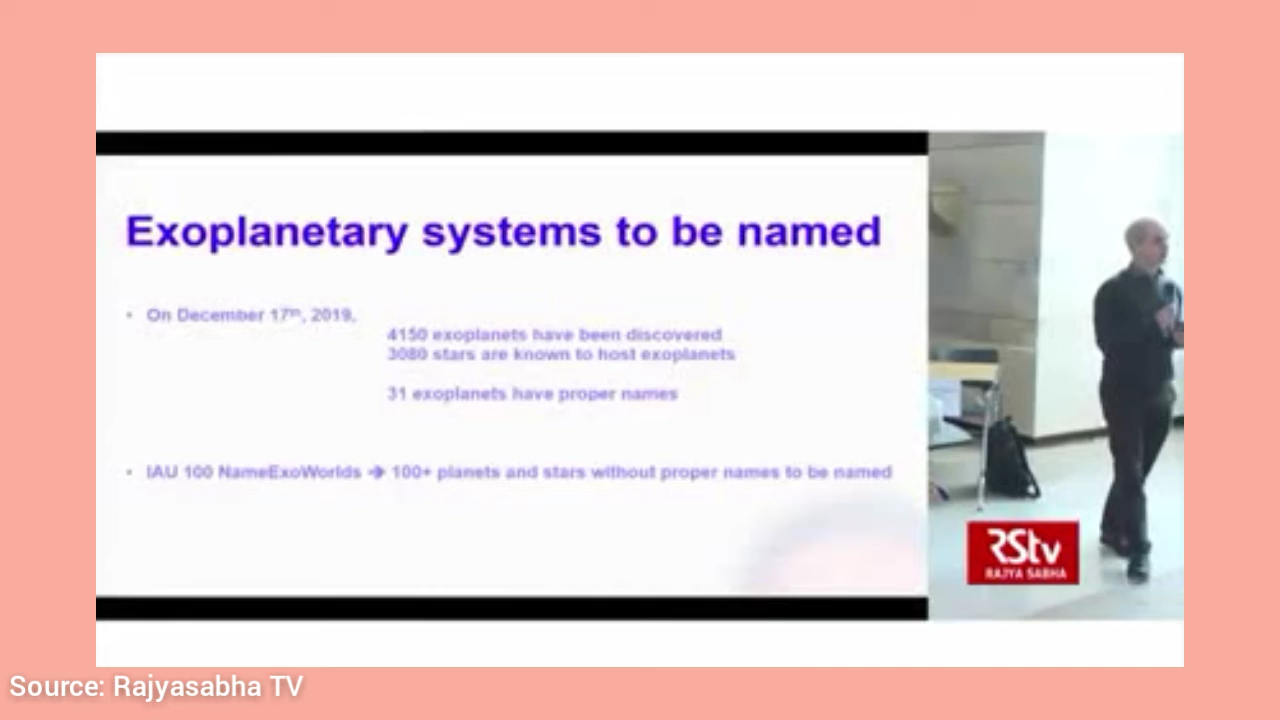 Exoplanetary systems to be named
• On December 17th, 2019,
4150 exoplanets have been discovered
3080 stars are known to host exoplanets
31 exoplanets have proper names
• IAU 100 NameExoWorlds → 100+ planets and stars without proper names to be named
RStv
RAJYA SABHA
Source: Rajyasabha TV